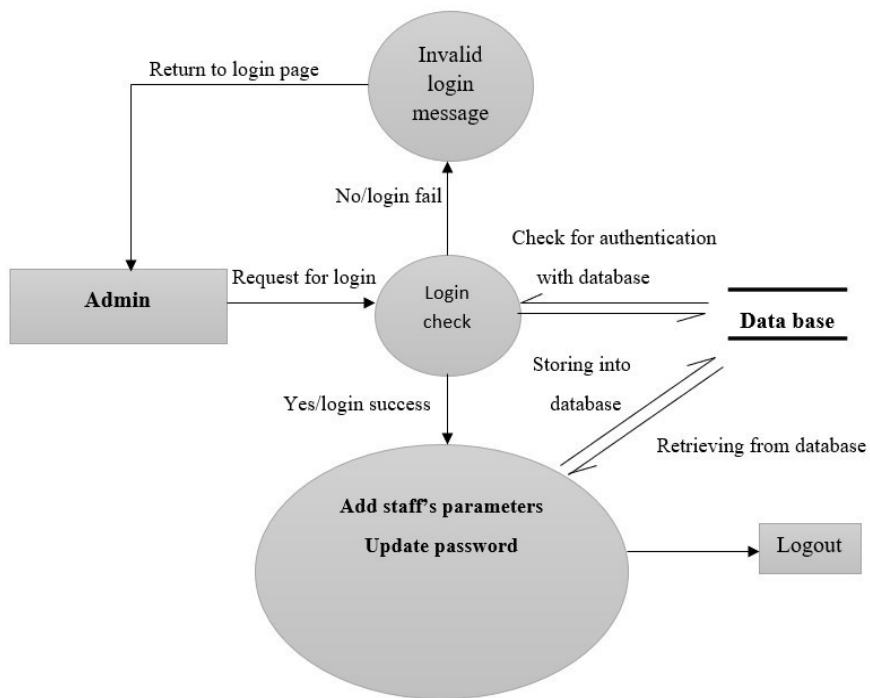 Invalid
login
message
Return to login page
No/login fail
Check for authentication
with database
Admin
Request for login
Login
check
Data base
Storing into
database
Yes/login success
Retrieving from database
Add staff's parameters
Update password
Logout